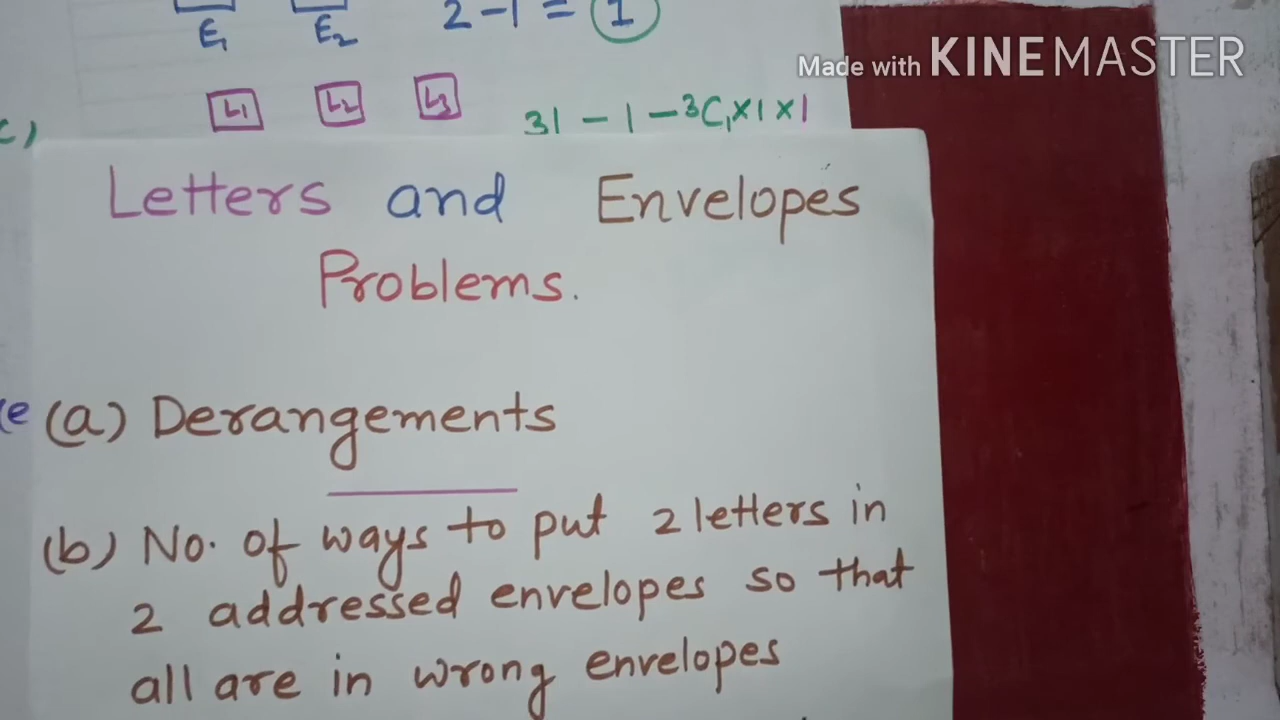 E1 E2 2-1 = 1
Made with KINEMASTER
L1 L2 L3
c) 3! - 1 - ³C₁×1×1
Letters and Envelopes
Problems.
(a) Derangements
(b) No. of ways to put 2 letters in
2 addressed envelopes so that
all are in wrong envelopes